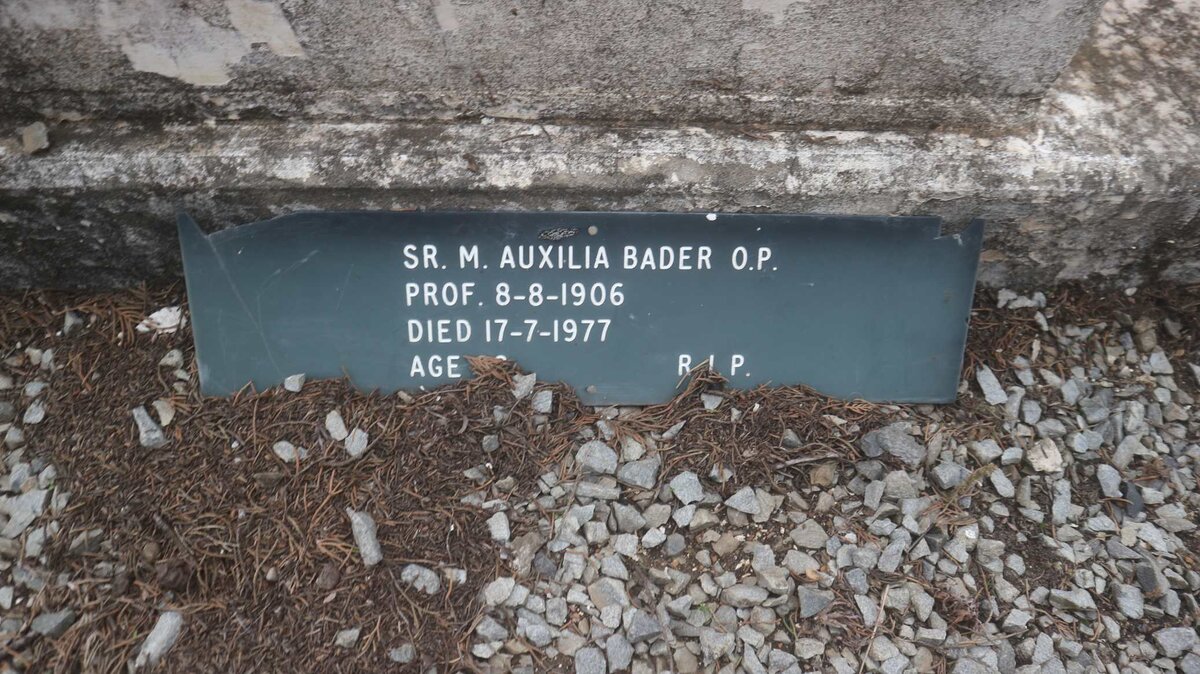 SR. M. AUXILIA BADER O.P.
PROF. 8-8-1906
DIED 17-7-1977
AGE R.I.P.